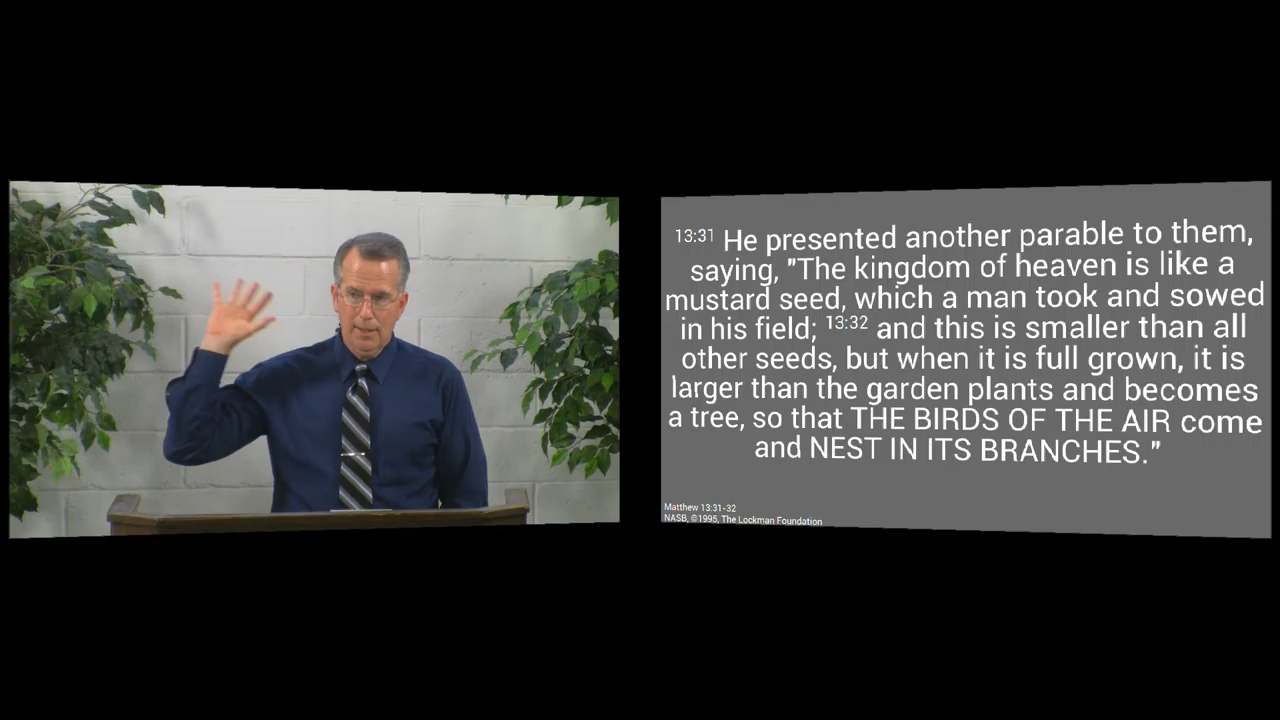 13:31 He presented another parable to them,
saying, "The kingdom of heaven is like a
mustard seed, which a man took and sowed
in his field; 13:32 and this is smaller than all
other seeds, but when it is full grown, it is
larger than the garden plants and becomes
a tree, so that THE BIRDS OF THE AIR come
and NEST IN ITS BRANCHES."
Matthew 13:31-32
NASB, ©1995, The Lockman Foundation